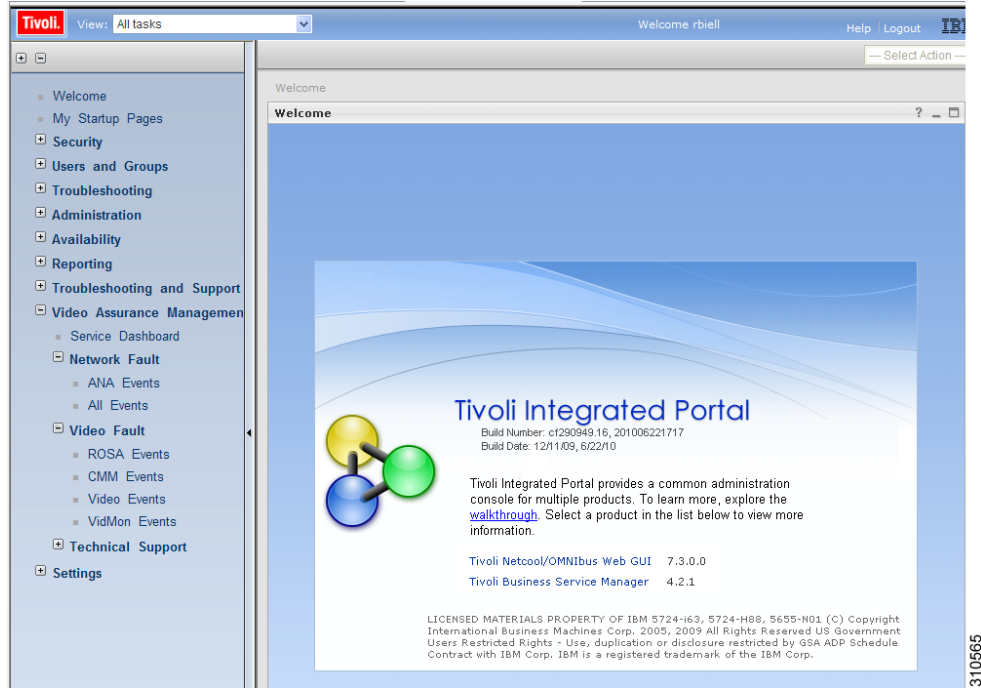 Tivoli. View: All tasks Welcome rbiell Help Logout IBM
--- Select Action ---
Welcome
My Startup Pages
Security
Users and Groups
Troubleshooting
Administration
Availability
Reporting
Troubleshooting and Support
Video Assurance Managemen
Service Dashboard
Network Fault
ANA Events
All Events
Video Fault
ROSA Events
CMM Events
Video Events
VidMon Events
Technical Support
Settings
Welcome
Welcome ?
Tivoli Integrated Portal
Build Number: cf290949.16, 201006221717
Build Date: 12/11/09, 6/22/10
Tivoli Integrated Portal provides a common administration
console for multiple products. To learn more, explore the
walkthrough. Select a product in the list below to view more
information.
Tivoli Netcool/OMNIbus Web GUI 7.3.0.0
Tivoli Business Service Manager 4.2.1
LICENSED MATERIALS PROPERTY OF IBM 5724-i63, 5724-H88, 5655-N01 (C) Copyright
International Business Machines Corp. 2005, 2009 All Rights Reserved US Government
Users Restricted Rights - Use, duplication or disclosure restricted by GSA ADP Schedule
Contract with IBM Corp. IBM is a registered trademark of the IBM Corp.
310565